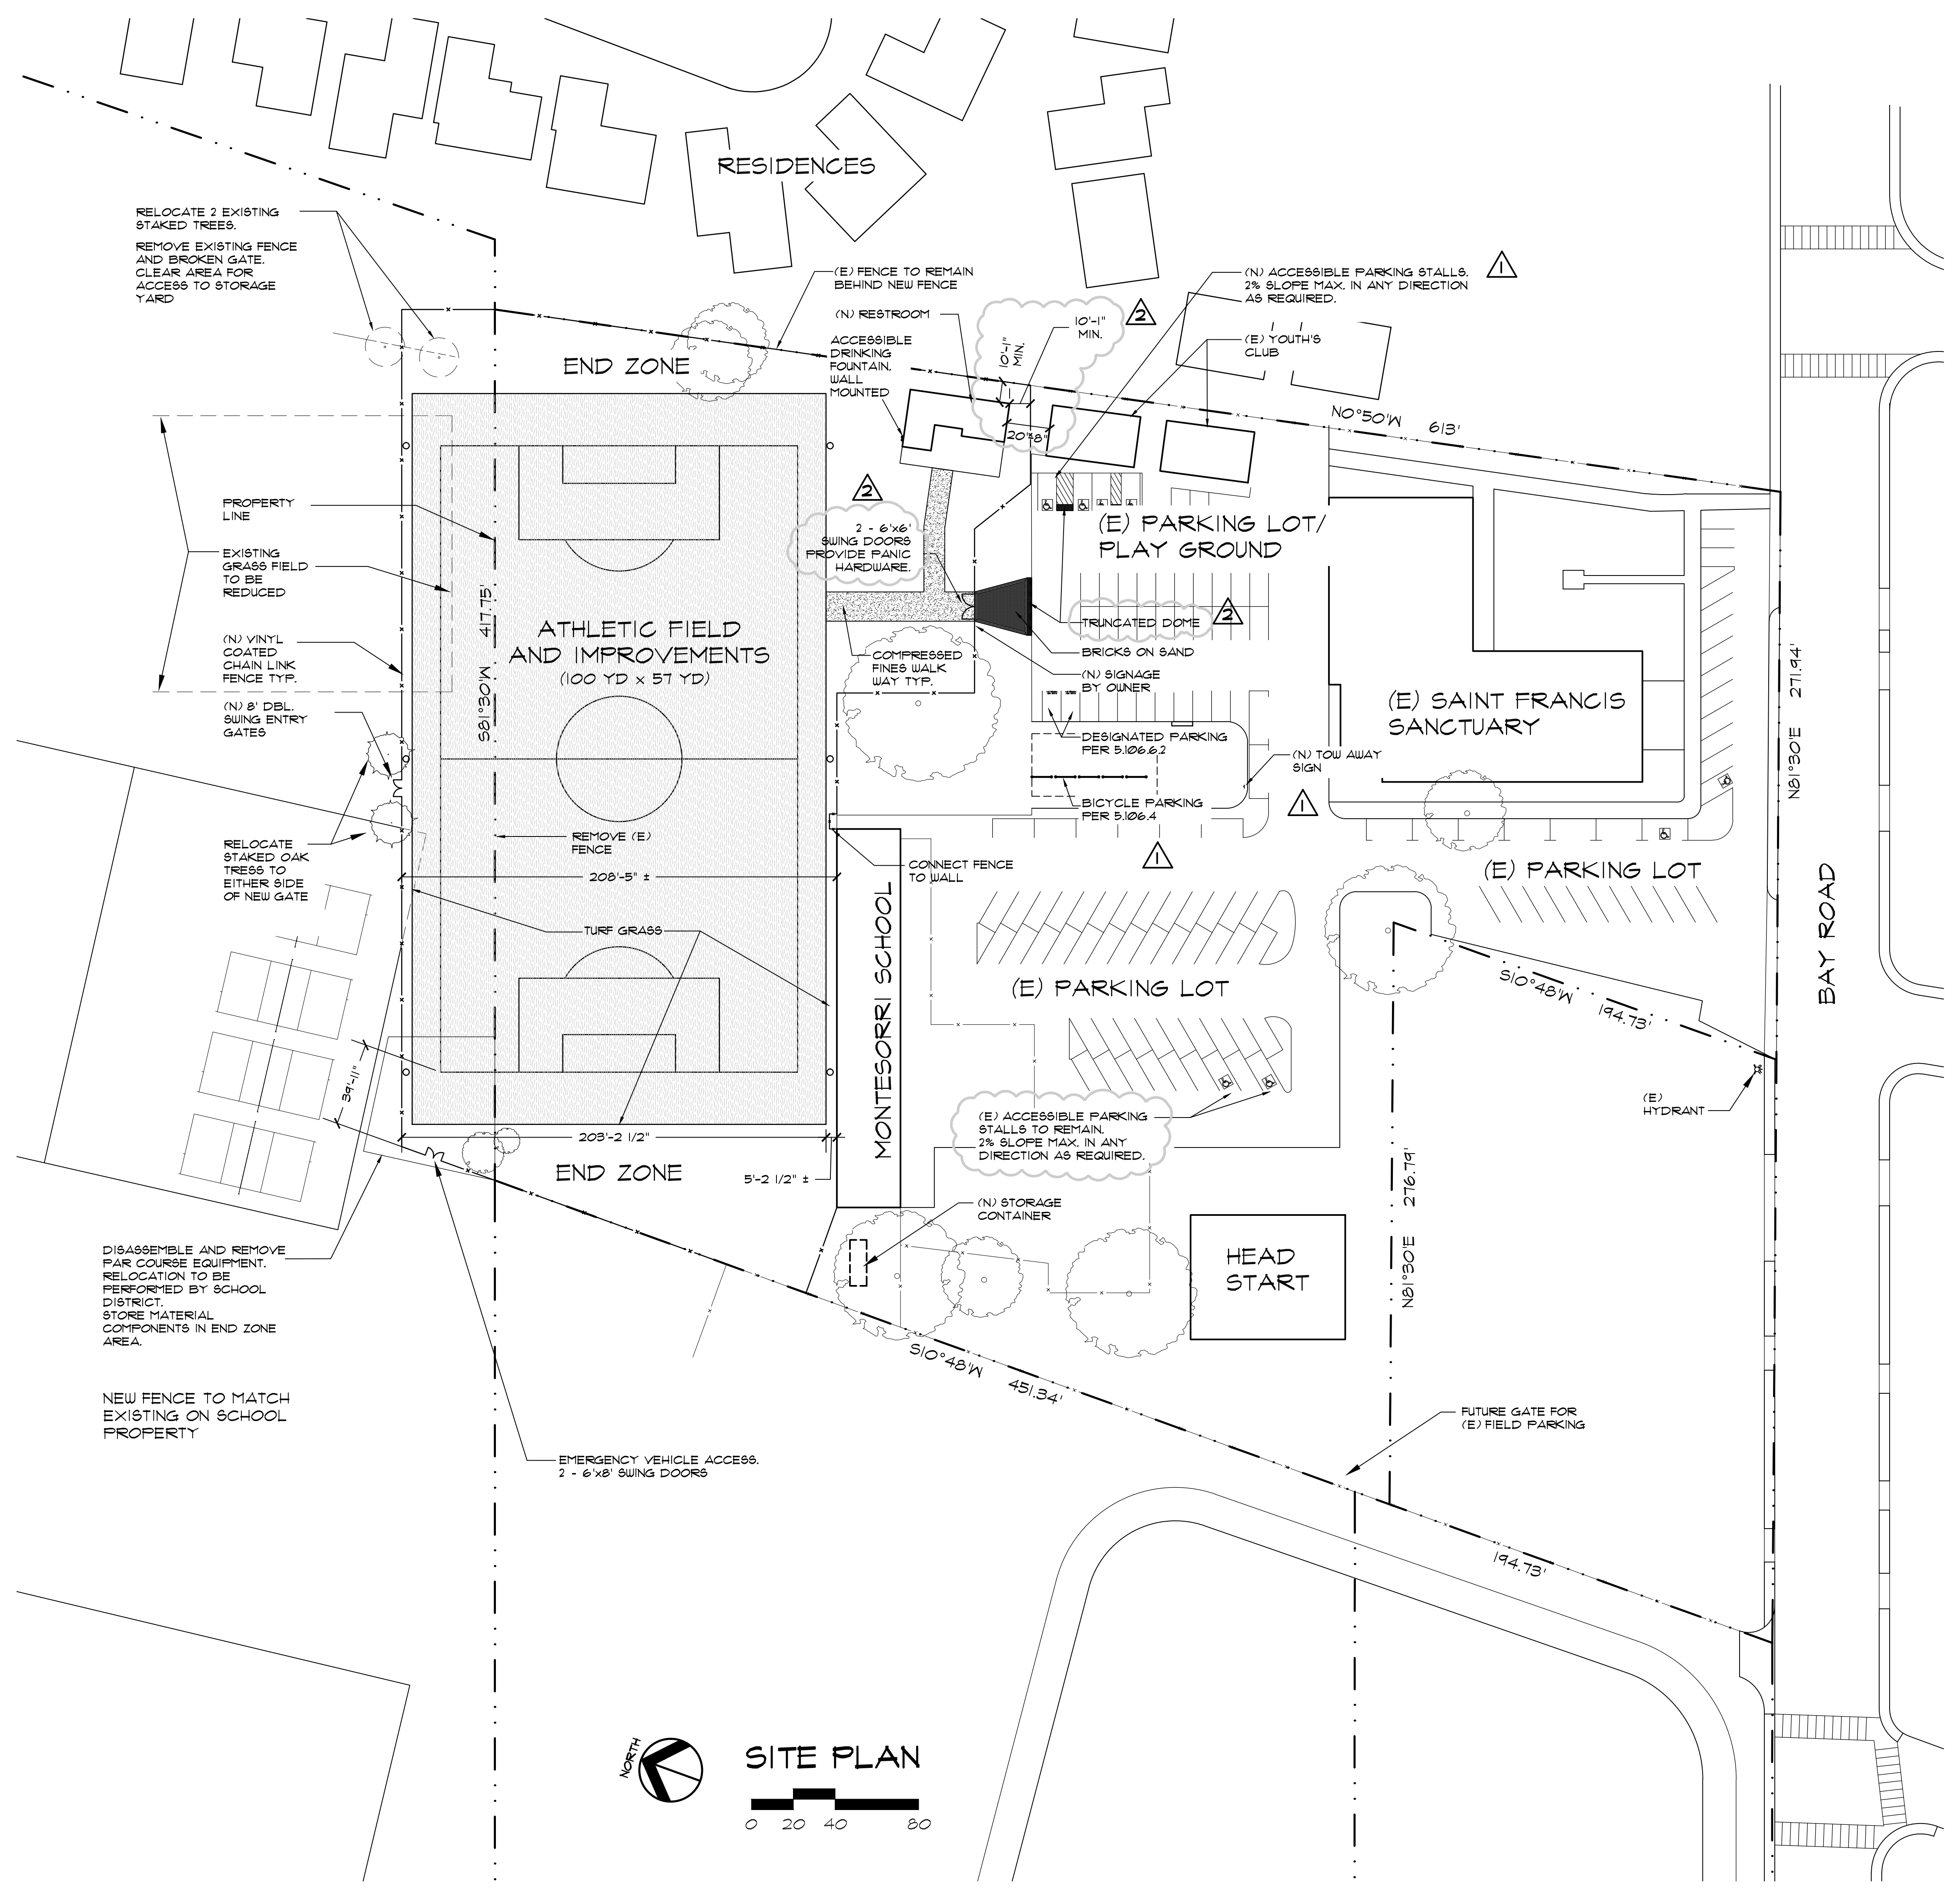 RESIDENCES
RELOCATE 2 EXISTING
STAKED TREES.
REMOVE EXISTING FENCE
AND BROKEN GATE.
CLEAR AREA FOR
ACCESS TO STORAGE
YARD
(E) FENCE TO REMAIN
BEHIND NEW FENCE
(N) RESTROOM
ACCESSIBLE
DRINKING
FOUNTAIN.
WALL
MOUNTED
10'-1"
MIN.
10'-1"
MIN.
2
20'-8"
(N) ACCESSIBLE PARKING STALLS.
2% SLOPE MAX. IN ANY DIRECTION
AS REQUIRED.
1
(E) YOUTH'S
CLUB
N0°50'W 613'
END ZONE
PROPERTY
LINE
EXISTING
GRASS FIELD
TO BE
REDUCED
(N) VINYL
COATED
CHAIN LINK
FENCE TYP.
(N) 8' DBL.
SWING ENTRY
GATES
S81°30'W 417.75'
ATHLETIC FIELD
AND IMPROVEMENTS
(100 YD x 57 YD)
2
2 - 6'x6'
SWING DOORS
PROVIDE PANIC
HARDWARE.
(E) PARKING LOT/
PLAY GROUND
TRUNCATED DOME
2
BRICKS ON SAND
COMPRESSED
FINES WALK
WAY TYP.
(N) SIGNAGE
BY OWNER
DESIGNATED PARKING
PER 5.106.6.2
(N) TOW AWAY
SIGN
1
BICYCLE PARKING
PER 5.106.4
1
(E) SAINT FRANCIS
SANCTUARY
N81°30'E 271.94'
BAY ROAD
RELOCATE
STAKED OAK
TRESS TO
EITHER SIDE
OF NEW GATE
REMOVE (E)
FENCE
208'-5" ±
CONNECT FENCE
TO WALL
TURF GRASS
MONTESORRI SCHOOL
(E) PARKING LOT
(E) PARKING LOT
S10°48'W 194.73'
(E)
HYDRANT
39'-11"
203'-2 1/2"
END ZONE
5'-2 1/2" ±
(E) ACCESSIBLE PARKING
STALLS TO REMAIN.
2% SLOPE MAX. IN ANY
DIRECTION AS REQUIRED.
(N) STORAGE
CONTAINER
HEAD
START
N81°30'E 276.79'
DISASSEMBLE AND REMOVE
PAR COURSE EQUIPMENT.
RELOCATION TO BE
PERFORMED BY SCHOOL
DISTRICT.
STORE MATERIAL
COMPONENTS IN END ZONE
AREA.
NEW FENCE TO MATCH
EXISTING ON SCHOOL
PROPERTY
S10°48'W 451.34'
FUTURE GATE FOR
(E) FIELD PARKING
EMERGENCY VEHICLE ACCESS.
2 - 6'x8' SWING DOORS
194.73'
NORTH
SITE PLAN
0 20 40 80